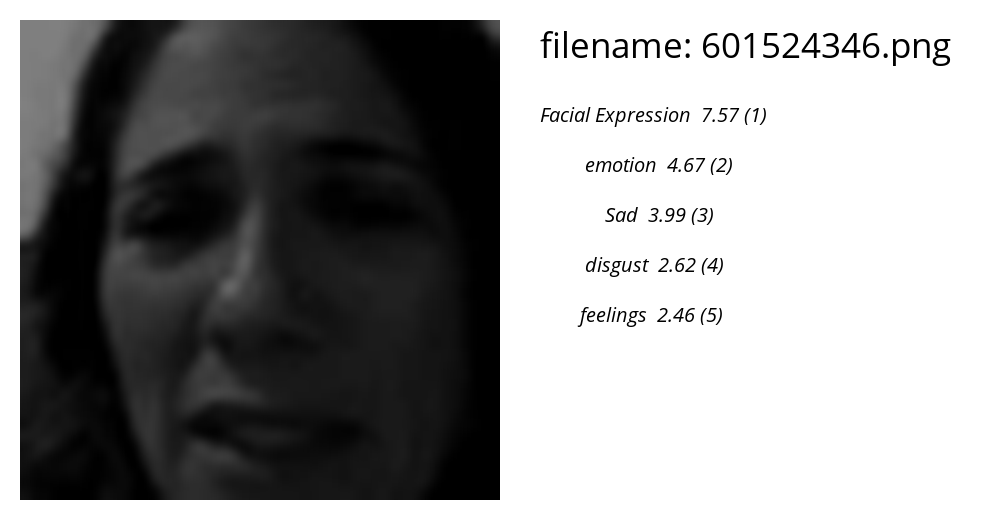 filename: 601524346.png
Facial Expression 7.57 (1)
emotion 4.67 (2)
Sad 3.99 (3)
disgust 2.62 (4)
feelings 2.46 (5)